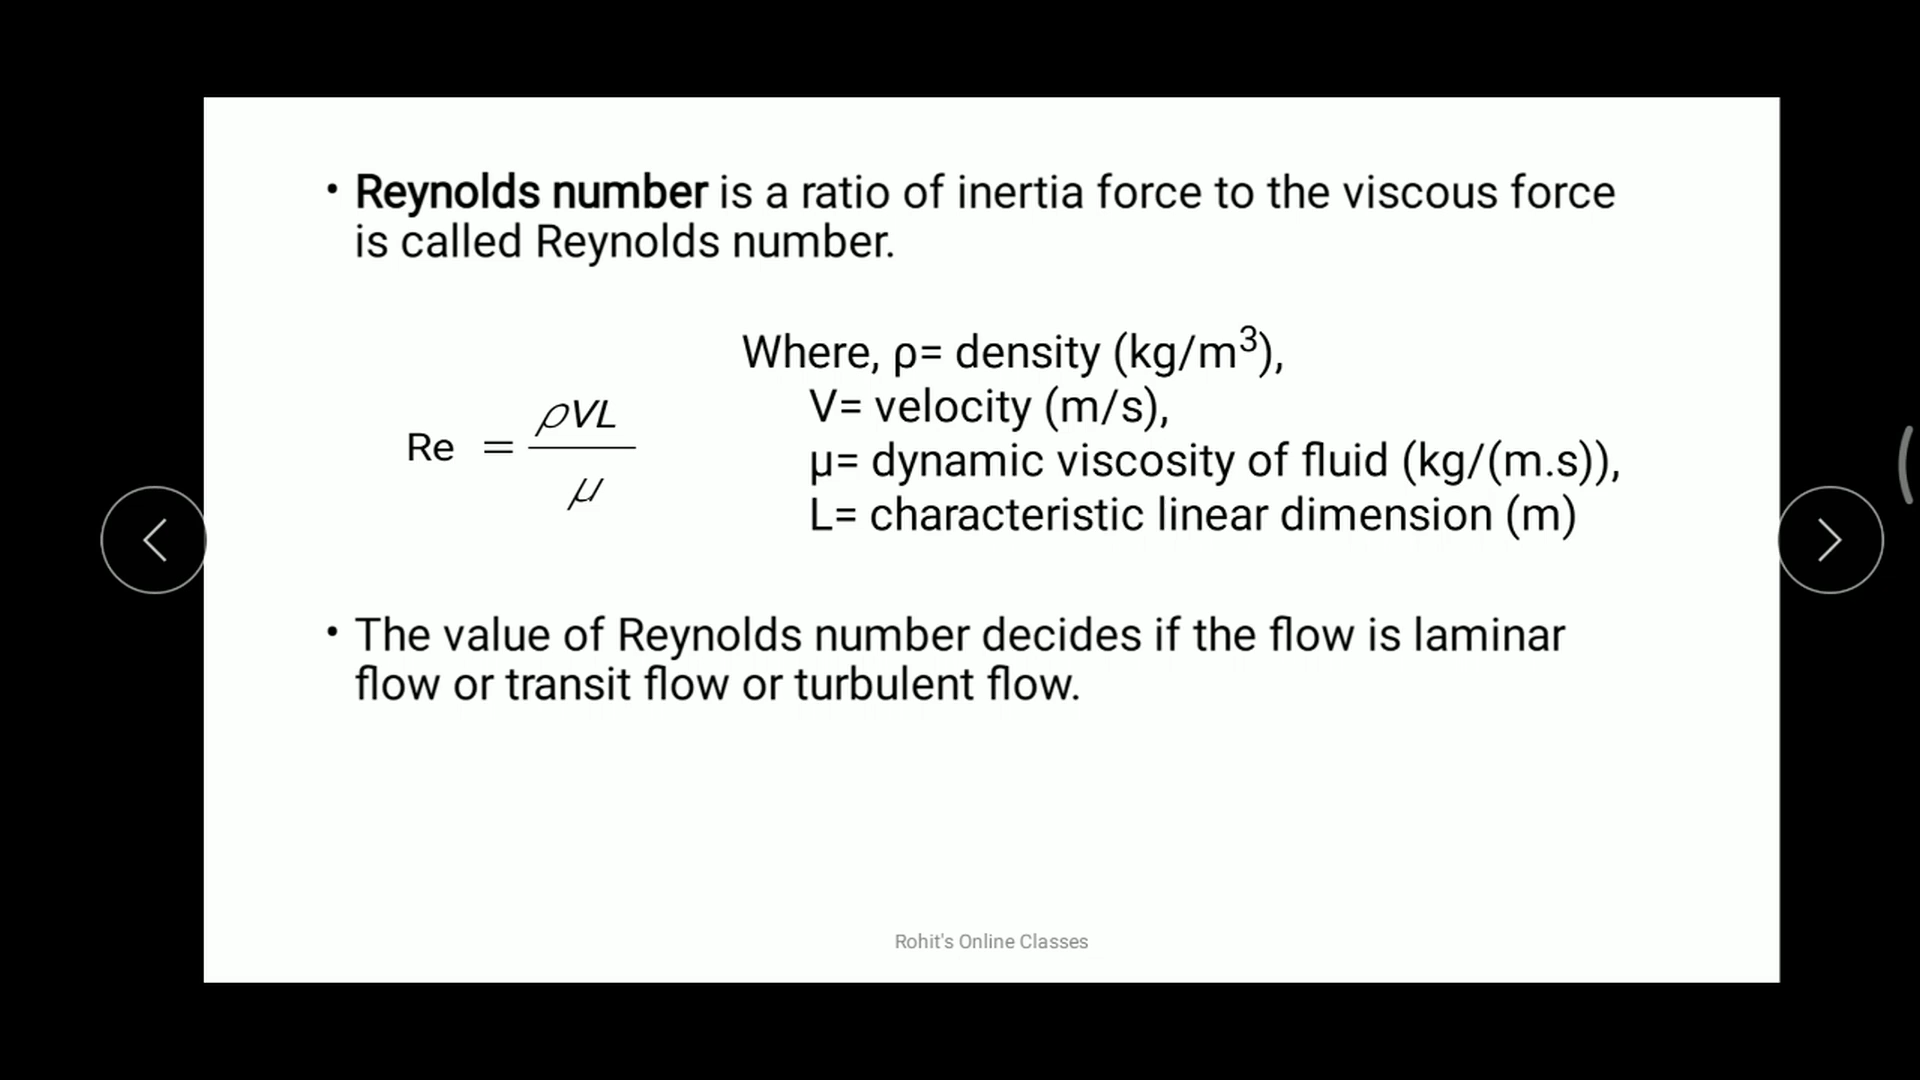 • Reynolds number is a ratio of inertia force to the viscous force
is called Reynolds number.
Re = ρVL / μ
Where, ρ= density (kg/m³),
V= velocity (m/s),
μ= dynamic viscosity of fluid (kg/(m.s)),
L= characteristic linear dimension (m)
• The value of Reynolds number decides if the flow is laminar
flow or transit flow or turbulent flow.
Rohit's Online Classes